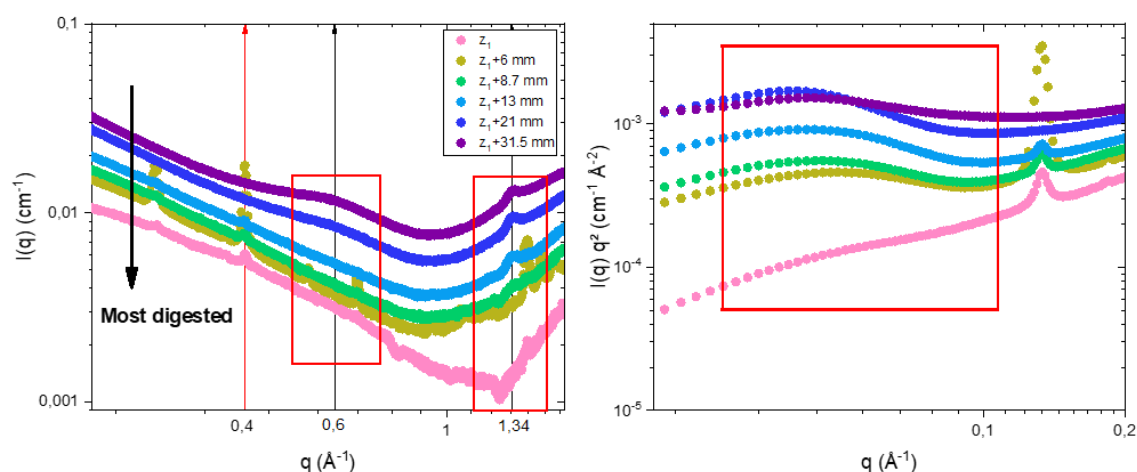 0,1
0,01
0,001
I(q) (cm⁻¹)
Most digested
z₁
z₁+6 mm
z₁+8.7 mm
z₁+13 mm
z₁+21 mm
z₁+31.5 mm
0,4
0,6
1
1,34
q (Å⁻¹)
10⁻³
10⁻⁴
10⁻⁵
I(q) q² (cm⁻¹ Å⁻²)
0,1
0,2
q (Å⁻¹)